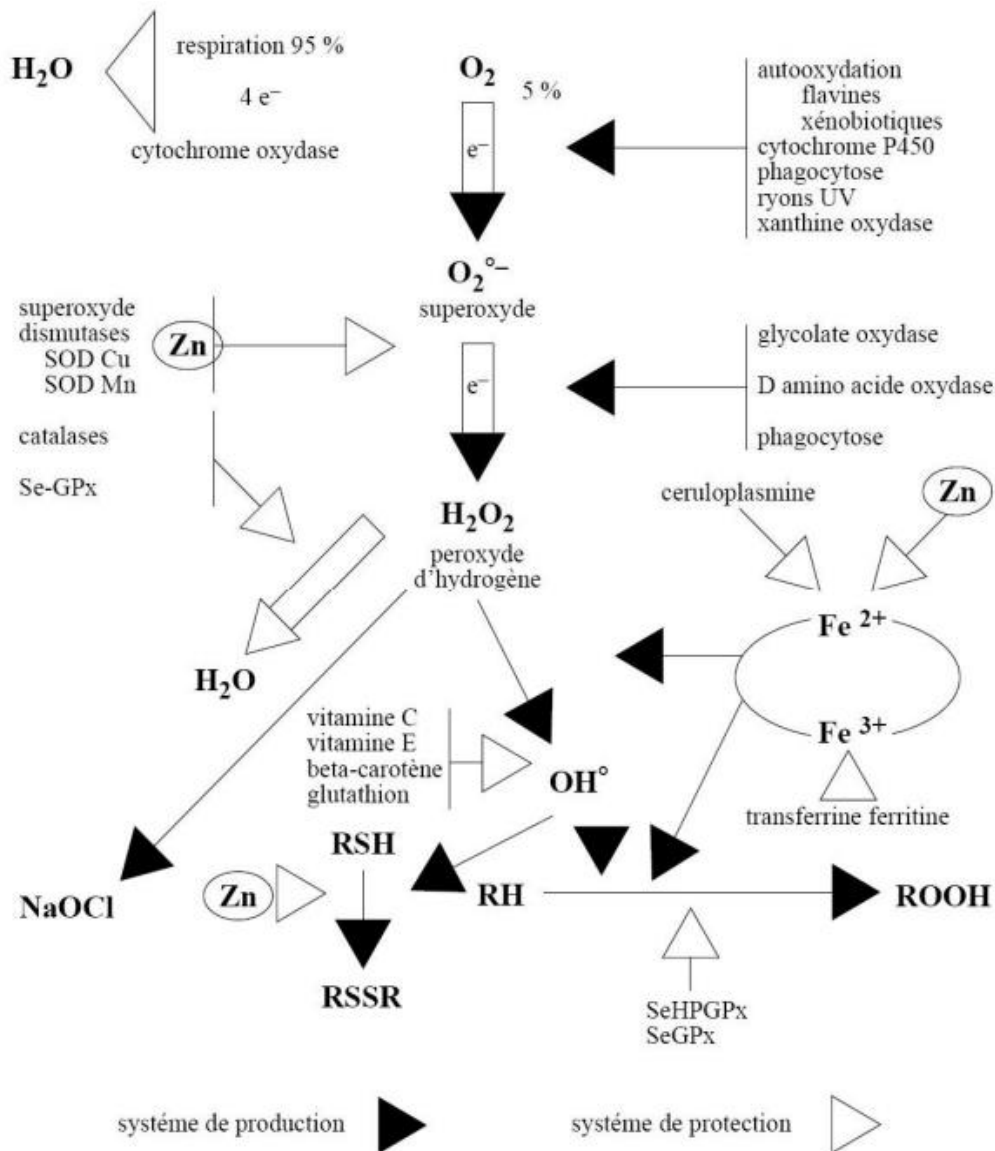 H₂O
respiration 95 %
4 e⁻
cytochrome oxydase
O₂
5 %
e⁻
autooxydation
flavines
xénobiotiques
cytochrome P450
phagocytose
ryons UV
xanthine oxydase
O₂°⁻
superoxyde
superoxyde
dismutases
SOD Cu
SOD Mn
Zn
e⁻
glycolate oxydase
D amino acide oxydase
phagocytose
catalases
Se-GPx
H₂O₂
peroxyde
d’hydrogène
ceruloplasmine
Zn
Fe ²⁺
Fe ³⁺
transferrine ferritine
H₂O
vitamine C
vitamine E
beta-carotène
glutathion
OH°
RSH
Zn
NaOCl
RH
ROOH
RSSR
SeHPGPx
SeGPx
systéme de production
systéme de protection